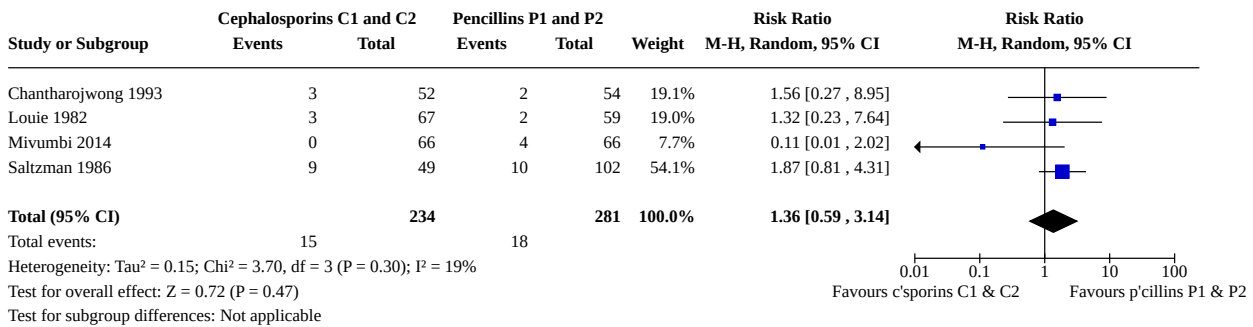 Cephalosporins C1 and C2 Pencillins P1 and P2 Risk Ratio Risk Ratio
Study or Subgroup Events Total Events Total Weight M-H, Random, 95% CI M-H, Random, 95% CI
Chantharojwong 1993 3 52 2 54 19.1% 1.56 [0.27 , 8.95]
Louie 1982 3 67 2 59 19.0% 1.32 [0.23 , 7.64]
Mivumbi 2014 0 66 4 66 7.7% 0.11 [0.01 , 2.02]
Saltzman 1986 9 49 10 102 54.1% 1.87 [0.81 , 4.31]
Total (95% CI) 234 281 100.0% 1.36 [0.59 , 3.14]
Total events: 15 18
Heterogeneity: Tau² = 0.15; Chi² = 3.70, df = 3 (P = 0.30); I² = 19%
0.01 0.1 1 10 100
Test for overall effect: Z = 0.72 (P = 0.47) Favours c'sporins C1 & C2 Favours p'cillins P1 & P2
Test for subgroup differences: Not applicable